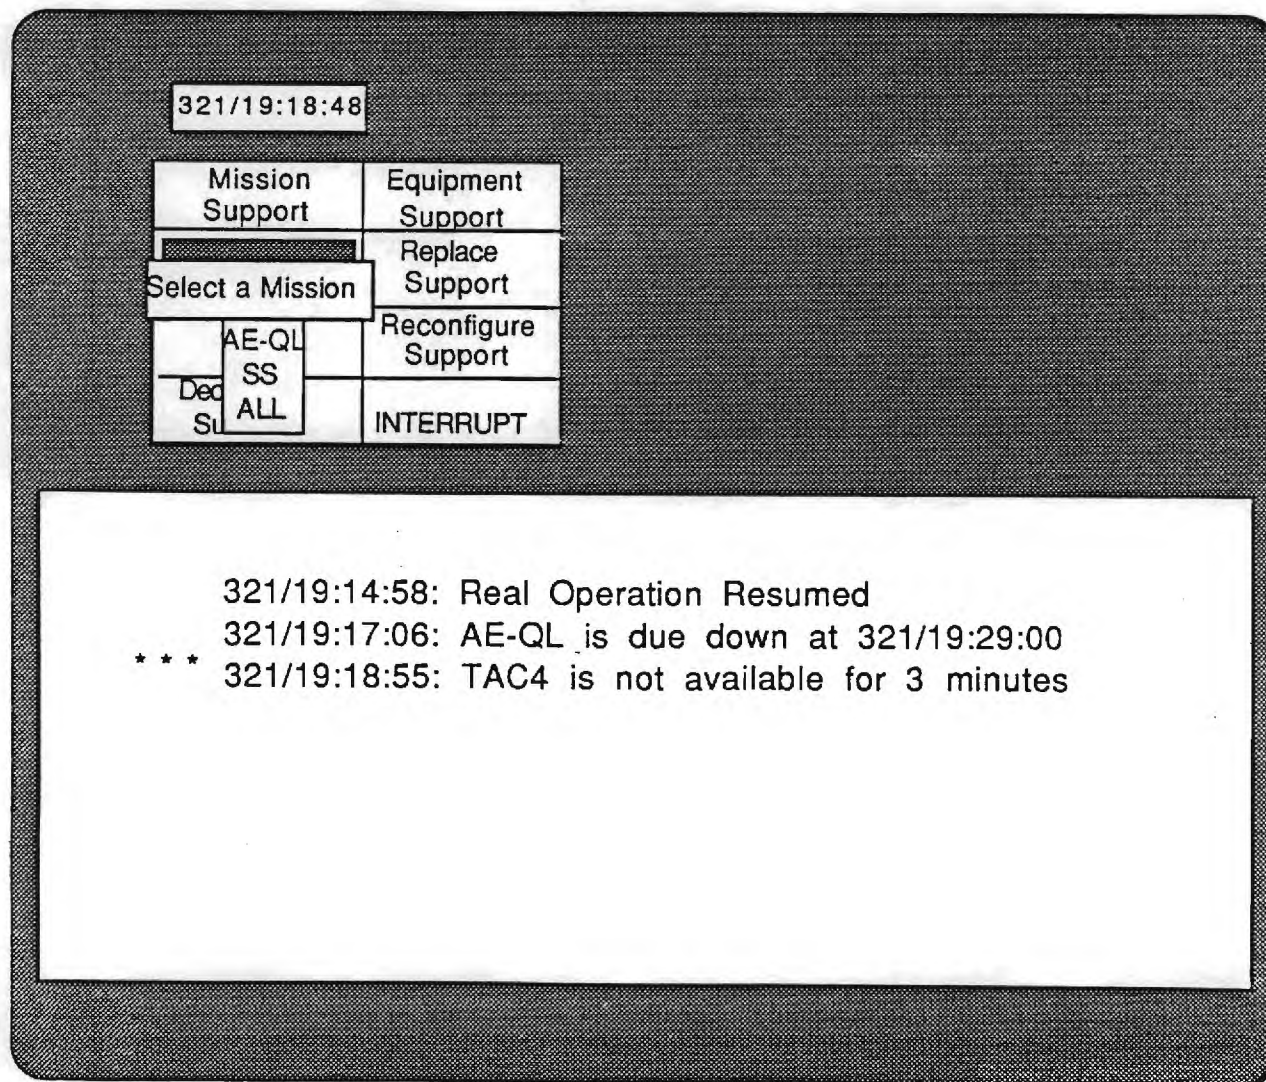 321/19:18:48
Mission
Support
Equipment
Support
Replace
Support
Select a Mission
Reconfigure
Support
AE-QL
SS
ALL
INTERRUPT
321/19:14:58: Real Operation Resumed
321/19:17:06: AE-QL is due down at 321/19:29:00
* * * 321/19:18:55: TAC4 is not available for 3 minutes